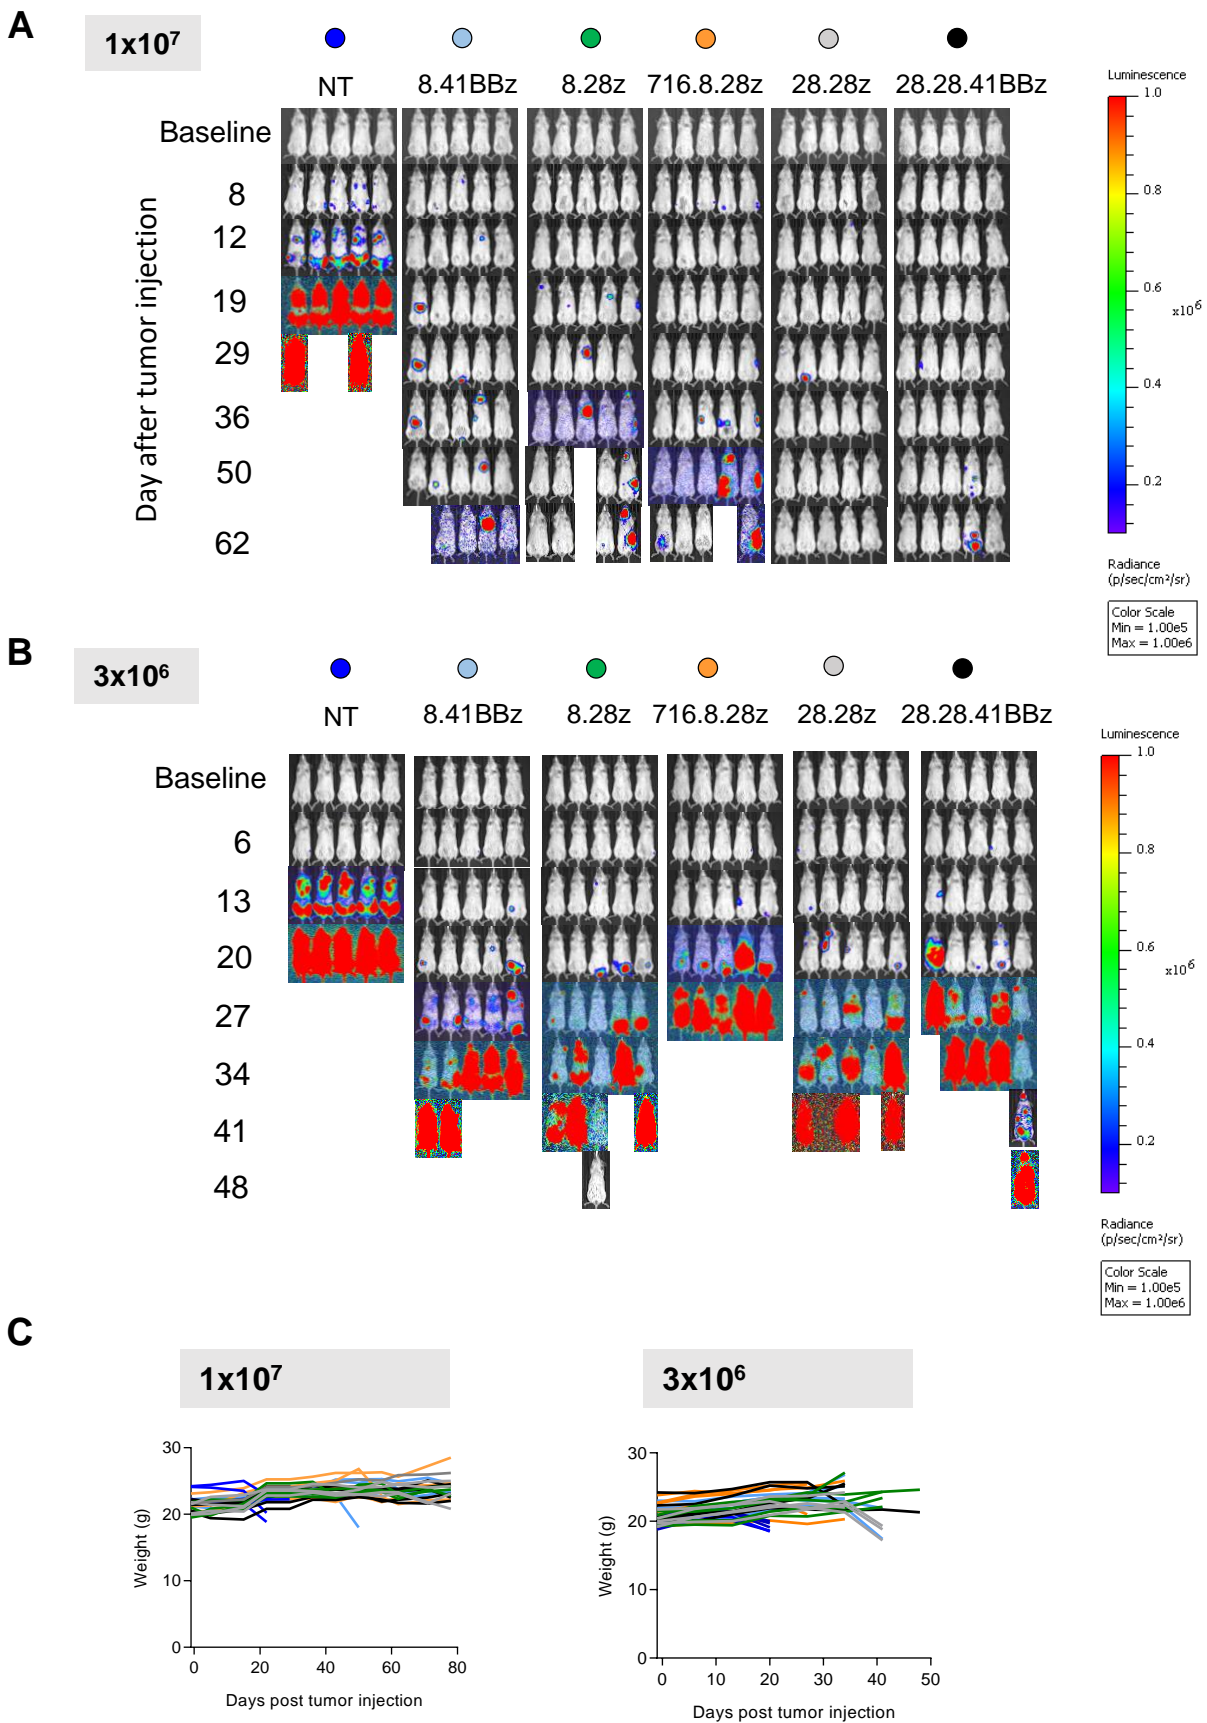 A
1x10⁷
NT
8.41BBz
8.28z
716.8.28z
28.28z
28.28.41BBz
Day after tumor injection
Baseline
8
12
19
29
36
50
62
Luminescence
1.0
0.8
0.6
x10⁶
0.4
0.2
Radiance
(p/sec/cm²/sr)
Color Scale
Min = 1.00e5
Max = 1.00e6
B
3x10⁶
NT
8.41BBz
8.28z
716.8.28z
28.28z
28.28.41BBz
Baseline
6
13
20
27
34
41
48
Luminescence
1.0
0.8
0.6
x10⁶
0.4
0.2
Radiance
(p/sec/cm²/sr)
Color Scale
Min = 1.00e5
Max = 1.00e6
C
1x10⁷
Weight (g)
30
20
10
0
0 20 40 60 80
Days post tumor injection
3x10⁶
Weight (g)
30
20
10
0
0 10 20 30 40 50
Days post tumor injection